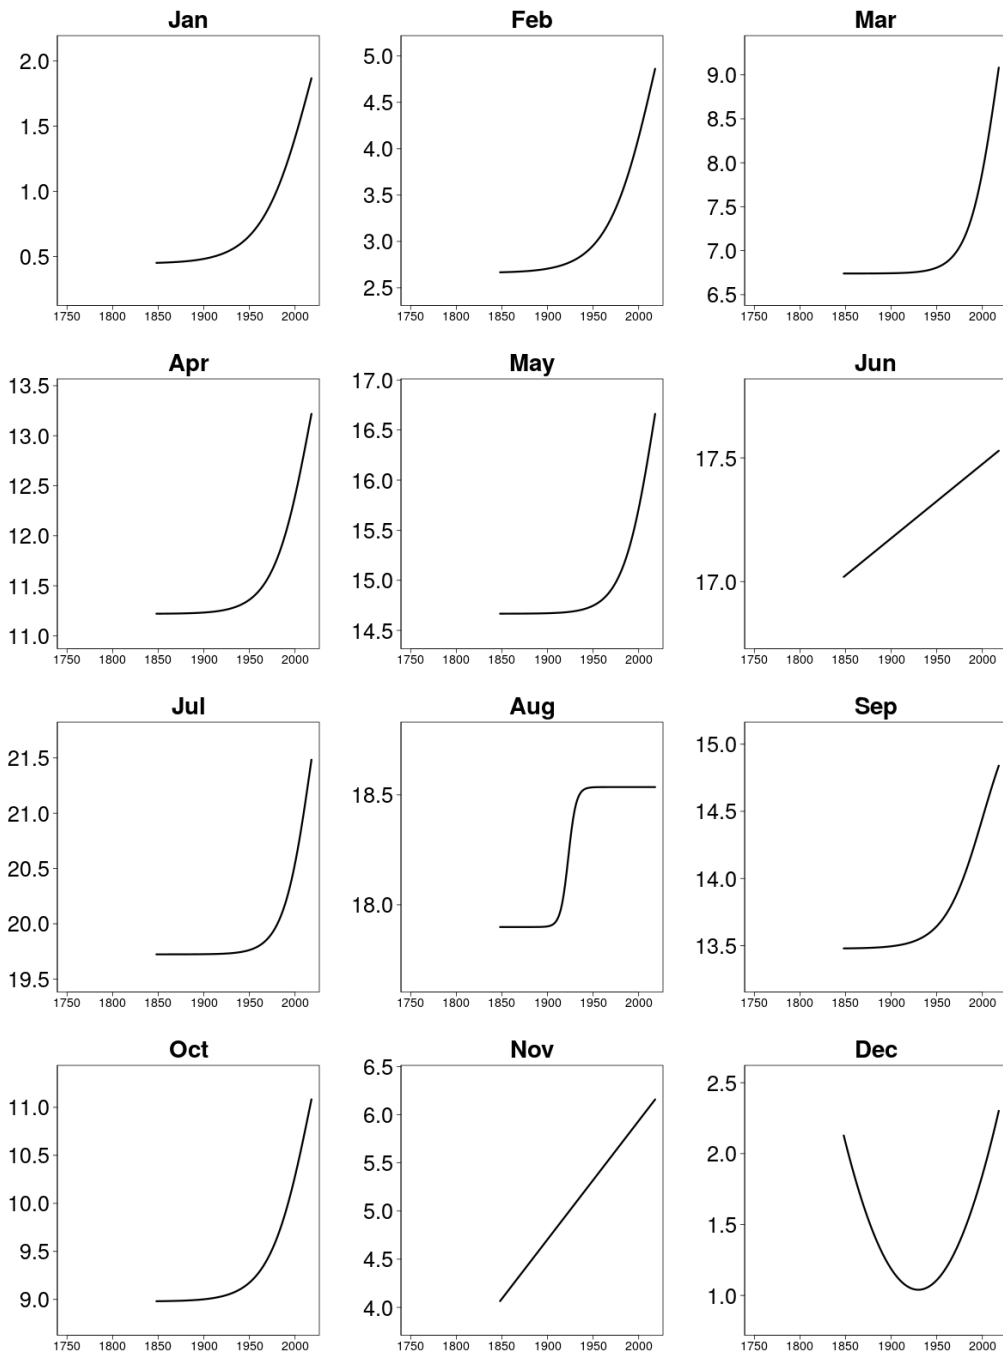 Jan
Feb
Mar
2.0
1.5
1.0
0.5
5.0
4.5
4.0
3.5
3.0
2.5
9.0
8.5
8.0
7.5
7.0
6.5
1750 1800 1850 1900 1950 2000
1750 1800 1850 1900 1950 2000
1750 1800 1850 1900 1950 2000
Apr
May
Jun
13.5
13.0
12.5
12.0
11.5
11.0
17.0
16.5
16.0
15.5
15.0
14.5
17.5
17.0
1750 1800 1850 1900 1950 2000
1750 1800 1850 1900 1950 2000
1750 1800 1850 1900 1950 2000
Jul
Aug
Sep
21.5
21.0
20.5
20.0
19.5
18.5
18.0
15.0
14.5
14.0
13.5
1750 1800 1850 1900 1950 2000
1750 1800 1850 1900 1950 2000
1750 1800 1850 1900 1950 2000
Oct
Nov
Dec
11.0
10.5
10.0
9.5
9.0
6.5
6.0
5.5
5.0
4.5
4.0
2.5
2.0
1.5
1.0
1750 1800 1850 1900 1950 2000
1750 1800 1850 1900 1950 2000
1750 1800 1850 1900 1950 2000